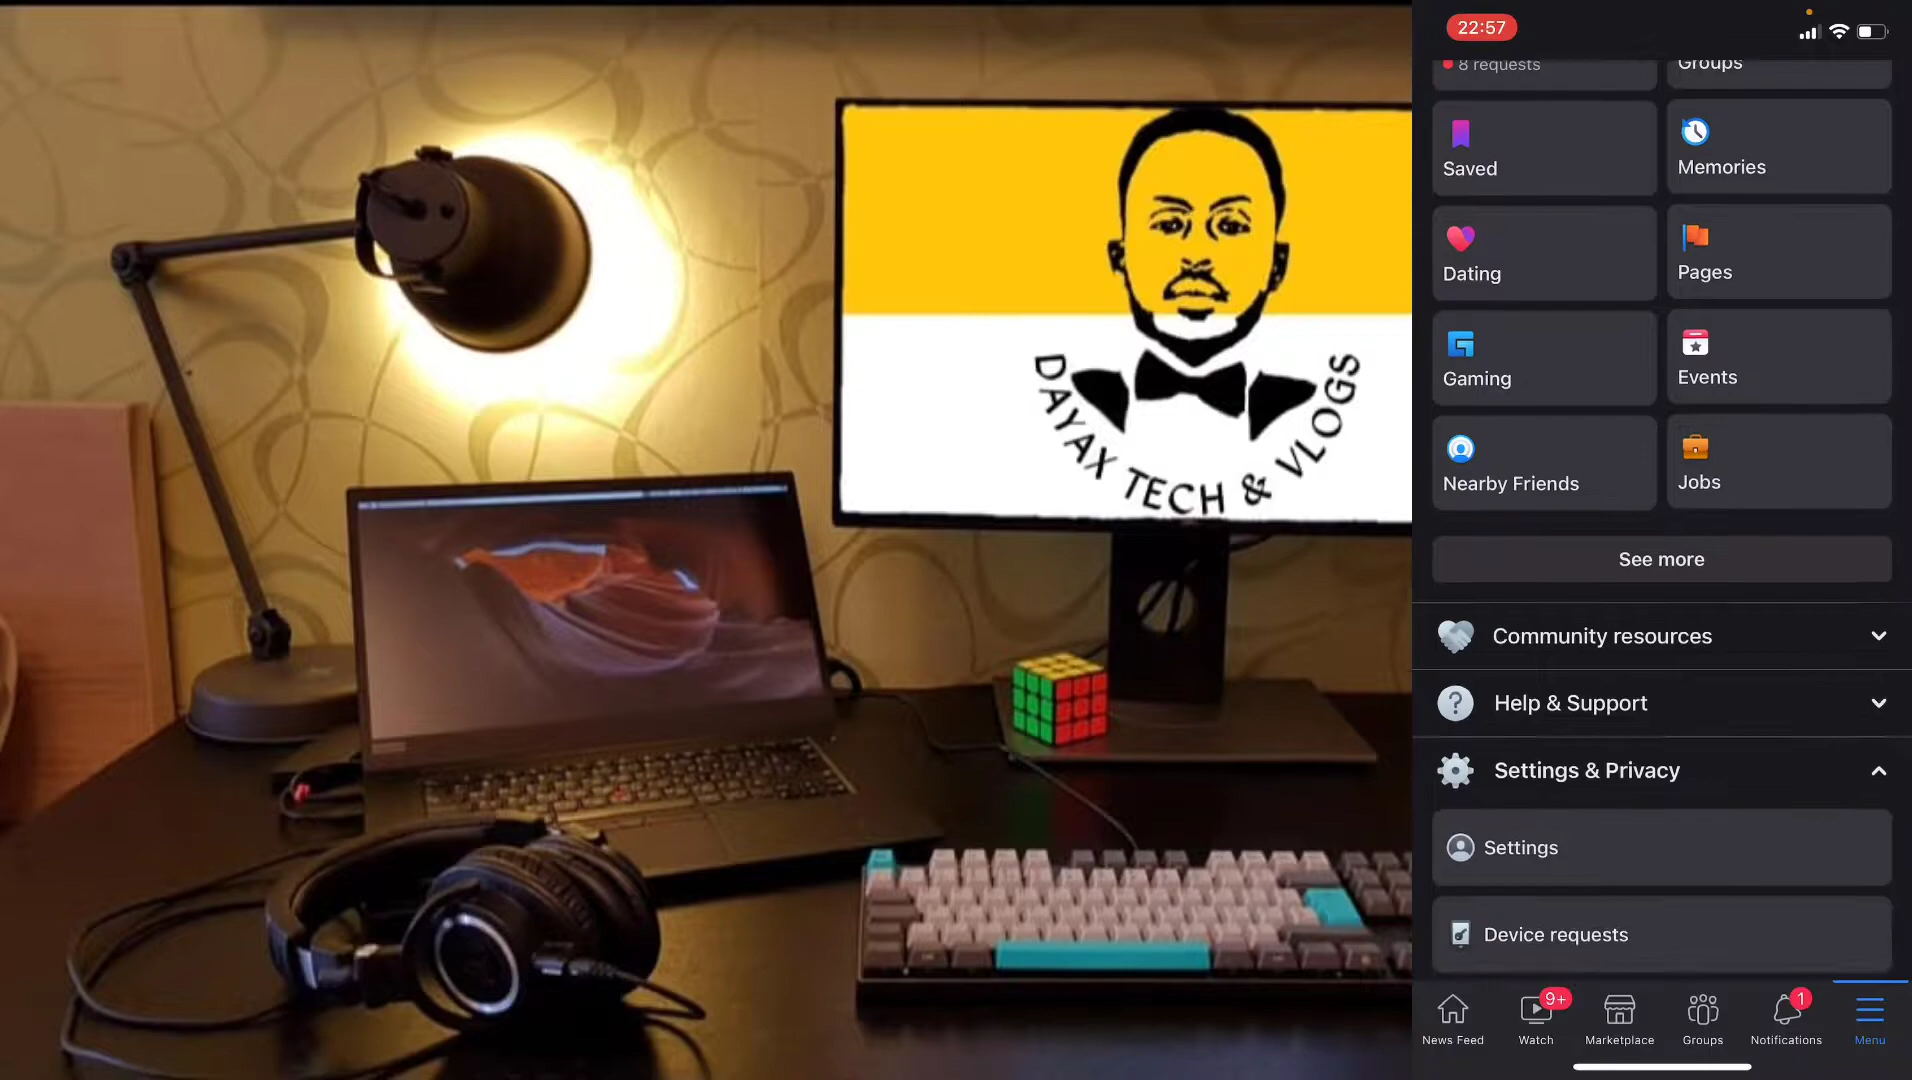 DAYAX TECH & VLOGS
22:57
8 requests
Groups
Saved
Memories
Dating
Pages
Gaming
Events
Nearby Friends
Jobs
See more
Community resources
Help & Support
Settings & Privacy
Settings
Device requests
9+
1
News Feed
Watch
Marketplace
Groups
Notifications
Menu